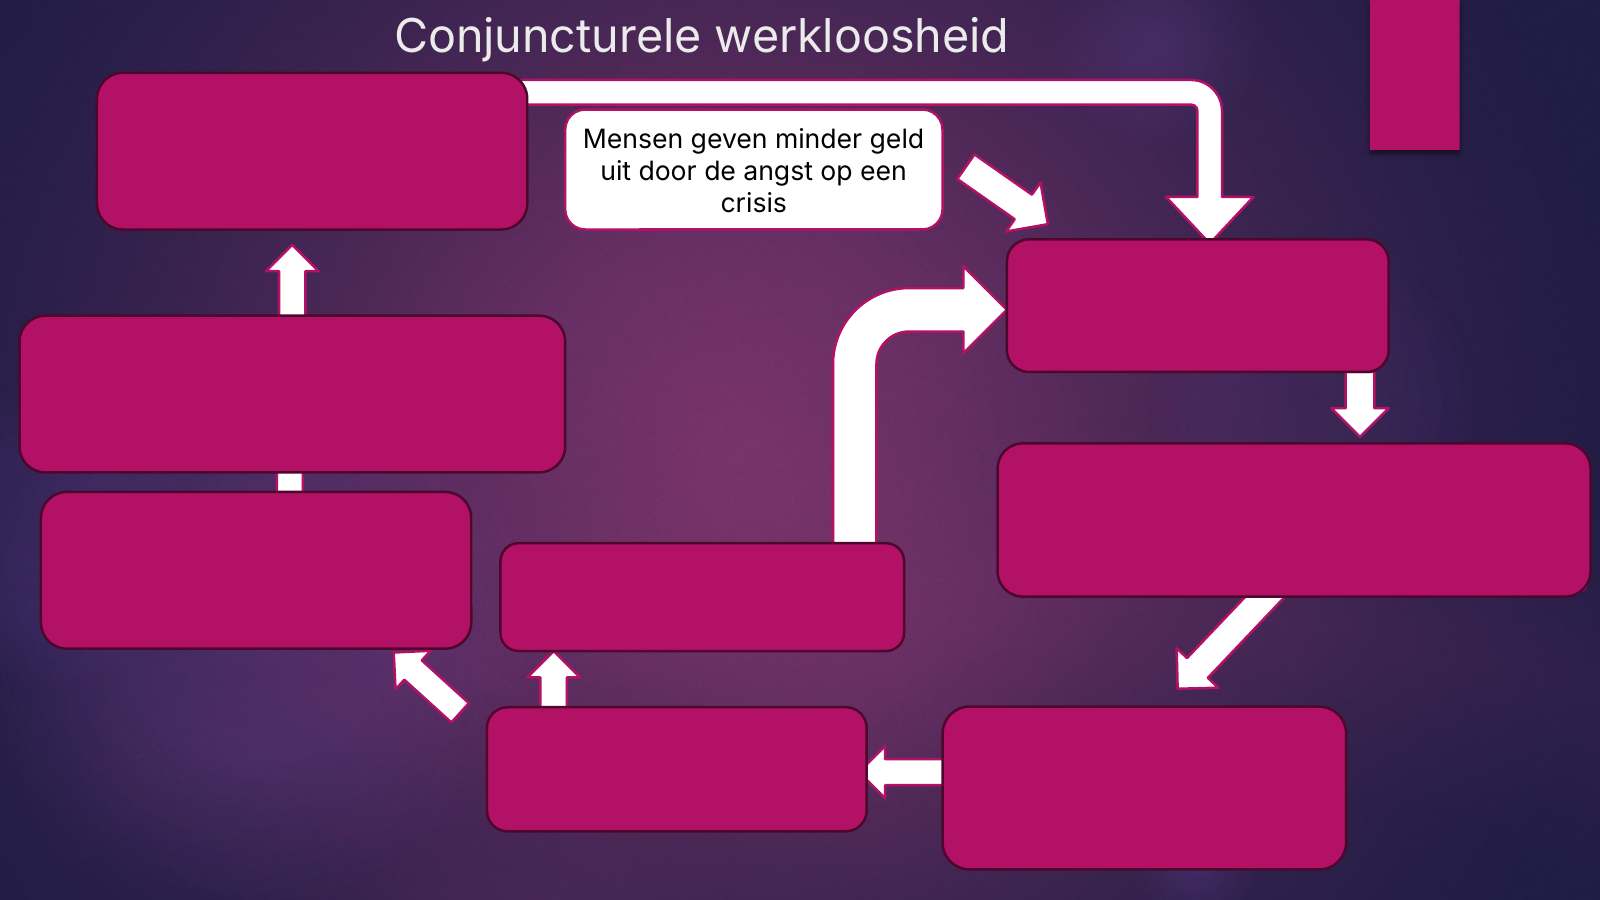 Conjuncturele werkloosheid
Mensen geven minder geld
uit door de angst op een
crisis